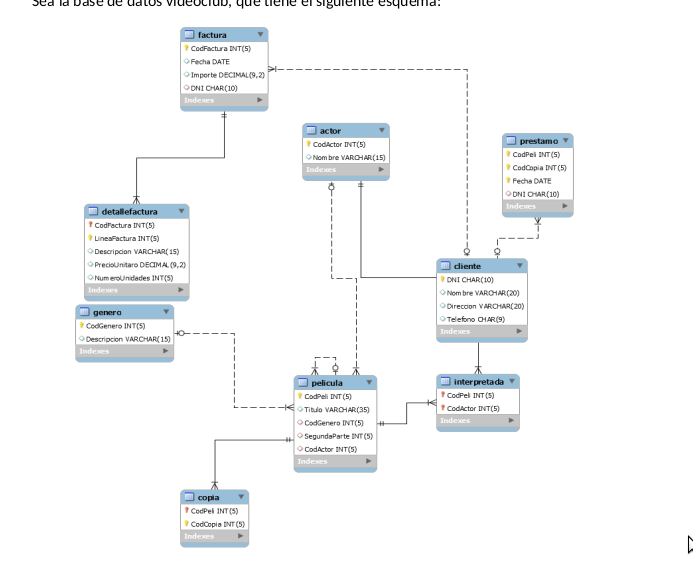 Sea la base de datos videoclub, que tiene el siguiente esquema:
factura
CodFactura INT(5)
Fecha DATE
Importe DECIMAL(9,2)
DNI CHAR(10)
Indexes
actor
CodActor INT(5)
Nombre VARCHAR(15)
Indexes
prestamo
CodPeli INT(5)
CodCopia INT(5)
Fecha DATE
DNI CHAR(10)
Indexes
detallefactura
CodFactura INT(5)
LineaFactura INT(5)
Descripcion VARCHAR(15)
PrecioUnitaro DECIMAL(9,2)
NumeroUnidades INT(5)
Indexes
cliente
DNI CHAR(10)
Nombre VARCHAR(20)
Direccion VARCHAR(20)
Telefono CHAR(9)
Indexes
genero
CodGenero INT(5)
Descripcion VARCHAR(15)
Indexes
pelicula
CodPeli INT(5)
Titulo VARCHAR(35)
CodGenero INT(5)
SegundaParte INT(5)
CodActor INT(5)
Indexes
interpretada
CodPeli INT(5)
CodActor INT(5)
Indexes
copia
CodPeli INT(5)
CodCopia INT(5)
Indexes